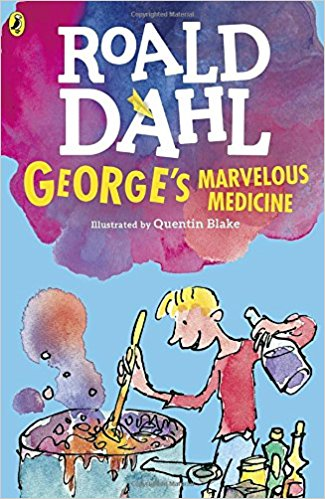 ROALD
DAHL
GEORGE'S MARVELOUS
MEDICINE
Illustrated by Quentin Blake